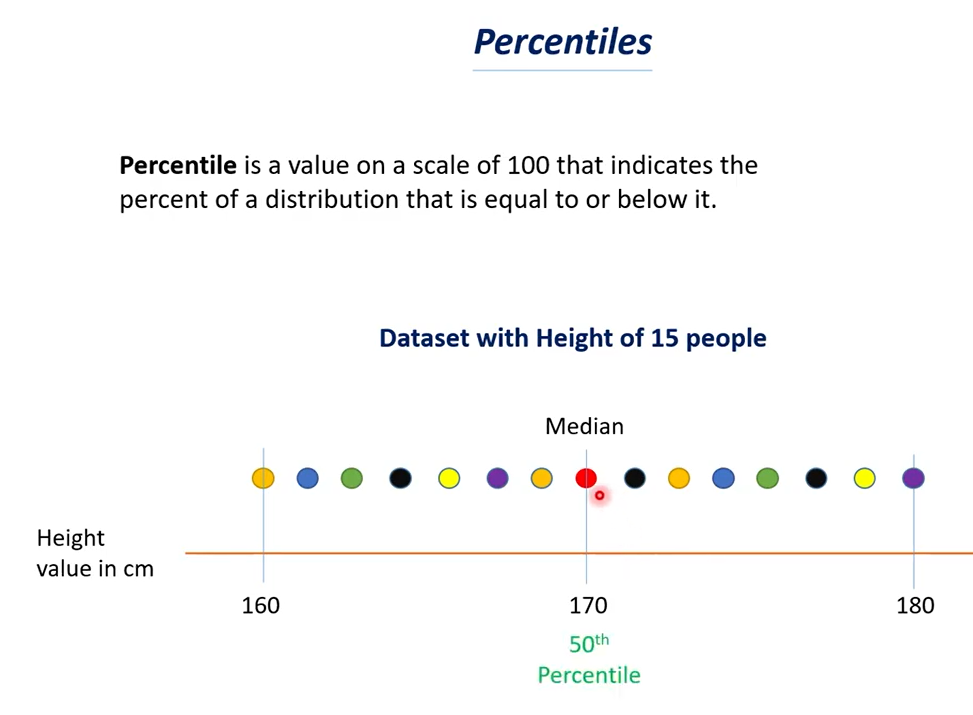 Percentiles
Percentile is a value on a scale of 100 that indicates the
percent of a distribution that is equal to or below it.
Dataset with Height of 15 people
Median
Height
value in cm
160 170 180
50th
Percentile